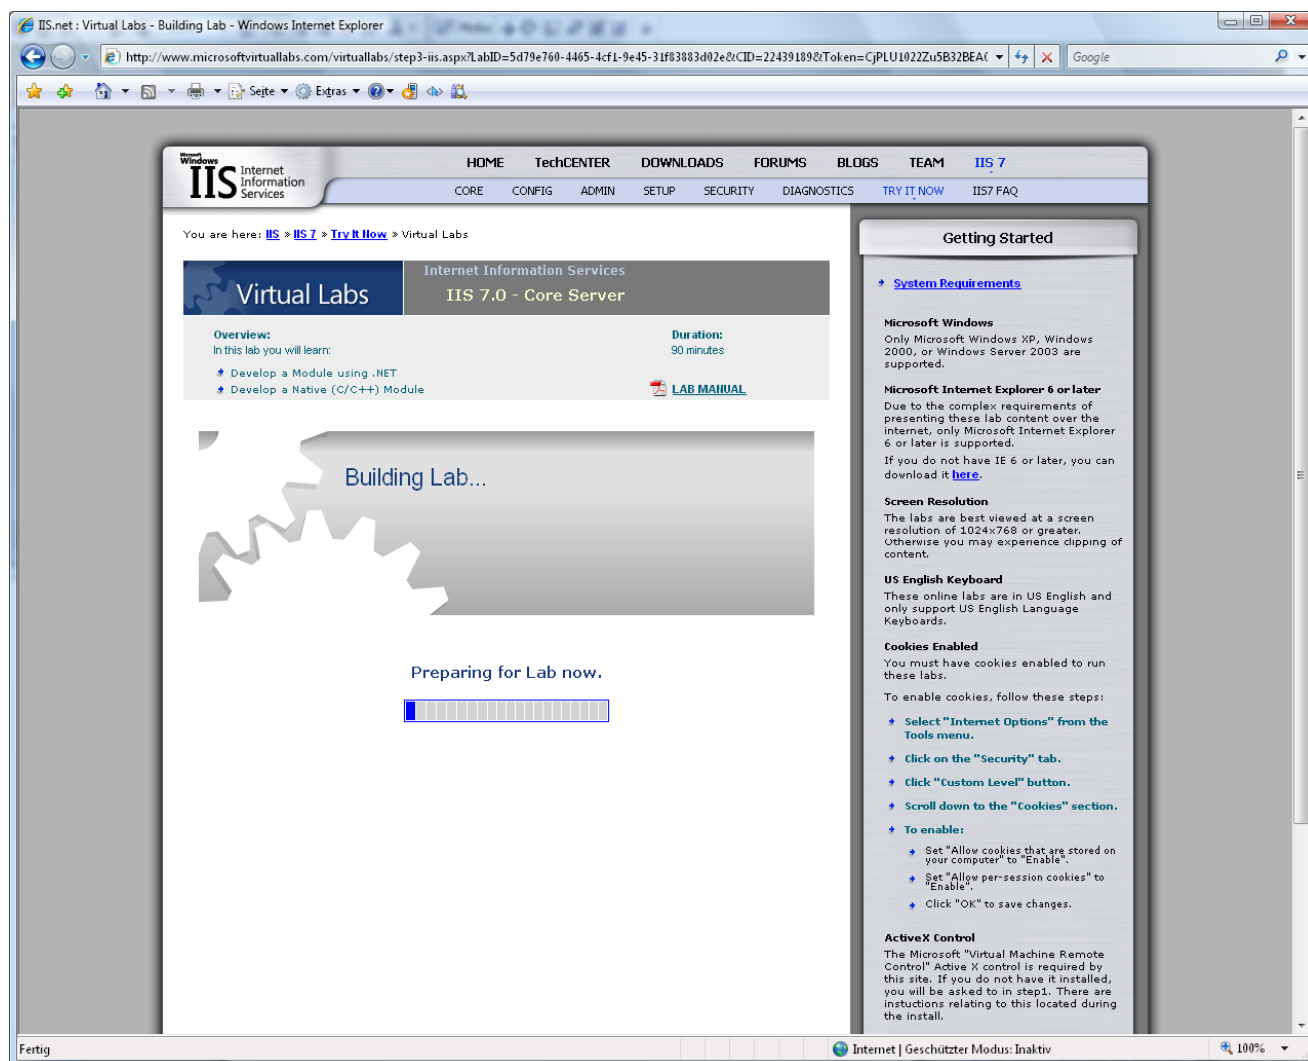 IIS.net : Virtual Labs - Building Lab - Windows Internet Explorer
http://www.microsoftvirtuallabs.com/virtuallabs/step3-iis.aspx?LabID=5d79e760-4465-4cf1-9e45-31f83883d02e&CID=22439189&Token=CjPLU1022Zu5B32BEA(
Google
Seite
Extras
Microsoft
Windows
IIS Internet Information Services
HOME TechCENTER DOWNLOADS FORUMS BLOGS TEAM IIS 7
CORE CONFIG ADMIN SETUP SECURITY DIAGNOSTICS TRY IT NOW IIS7 FAQ
You are here: IIS » IIS 7 » Try It Now » Virtual Labs
Virtual Labs
Internet Information Services
IIS 7.0 - Core Server
Overview:
In this lab you will learn:
Develop a Module using .NET
Develop a Native (C/C++) Module
Duration:
90 minutes
LAB MANUAL
Building Lab...
Preparing for Lab now.
Getting Started
System Requirements
Microsoft Windows
Only Microsoft Windows XP, Windows
2000, or Windows Server 2003 are
supported.
Microsoft Internet Explorer 6 or later
Due to the complex requirements of
presenting these lab content over the
internet, only Microsoft Internet Explorer
6 or later is supported.
If you do not have IE 6 or later, you can
download it here.
Screen Resolution
The labs are best viewed at a screen
resolution of 1024x768 or greater.
Otherwise you may experience clipping of
content.
US English Keyboard
These online labs are in US English and
only support US English Language
Keyboards.
Cookies Enabled
You must have cookies enabled to run
these labs.
To enable cookies, follow these steps:
Select "Internet Options" from the
Tools menu.
Click on the "Security" tab.
Click "Custom Level" button.
Scroll down to the "Cookies" section.
To enable:
Set "Allow cookies that are stored on
your computer" to "Enable".
Set "Allow per-session cookies" to
"Enable".
Click "OK" to save changes.
ActiveX Control
The Microsoft "Virtual Machine Remote
Control" Active X control is required by
this site. If you do not have it installed,
you will be asked to in step1. There are
instuctions relating to this located during
the install.
Fertig
Internet | Geschützter Modus: Inaktiv
100%